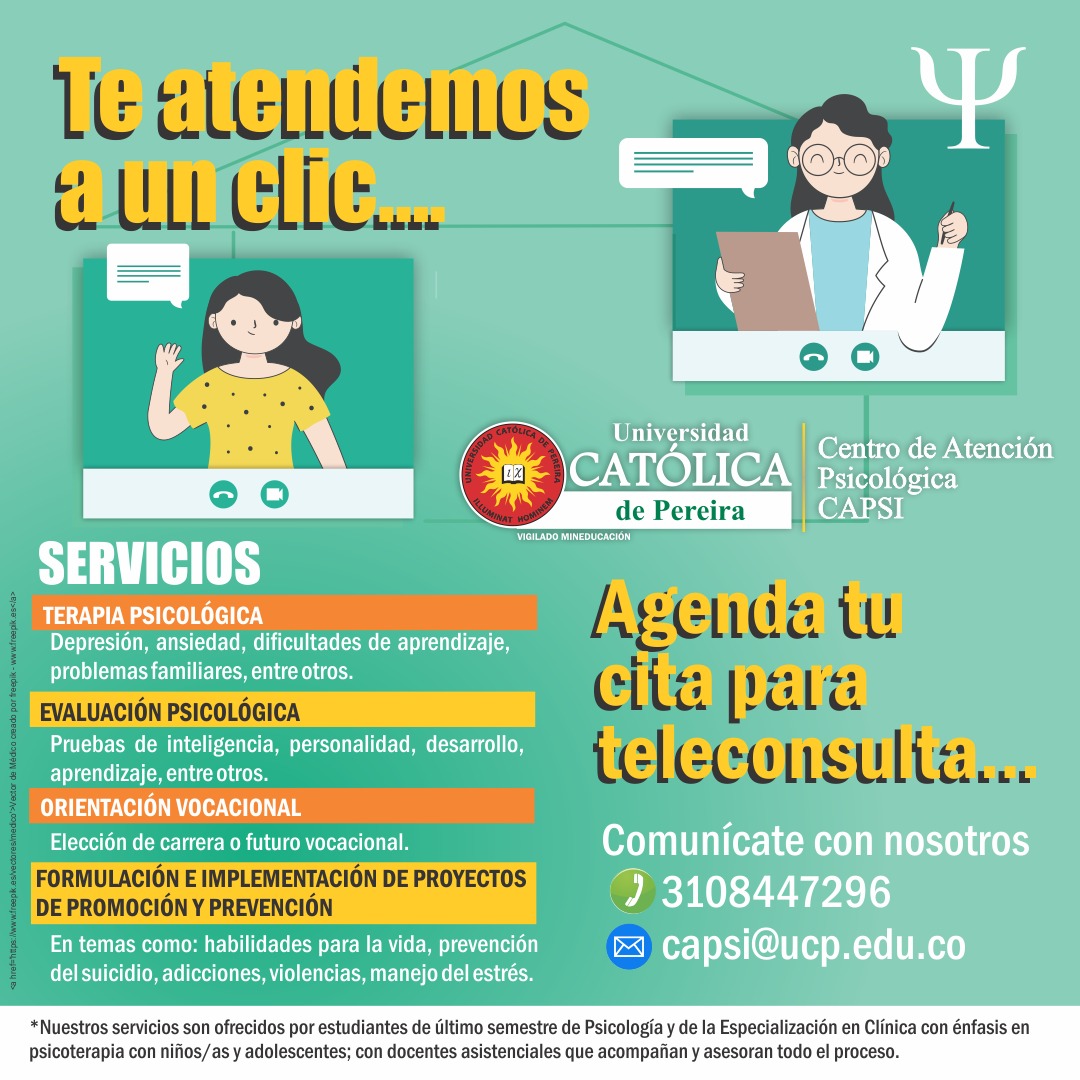 Te atendemos
a un clic....
Universidad
CATÓLICA
de Pereira
VIGILADO MINEDUCACIÓN
UNIVERSIDAD CATÓLICA DE PEREIRA
ILLUMINAT HOMINEM
Centro de Atención
Psicológica
CAPSI
SERVICIOS
TERAPIA PSICOLÓGICA
Depresión, ansiedad, dificultades de aprendizaje,
problemas familiares, entre otros.
EVALUACIÓN PSICOLÓGICA
Pruebas de inteligencia, personalidad, desarrollo,
aprendizaje, entre otros.
ORIENTACIÓN VOCACIONAL
Elección de carrera o futuro vocacional.
FORMULACIÓN E IMPLEMENTACIÓN DE PROYECTOS
DE PROMOCIÓN Y PREVENCIÓN
En temas como: habilidades para la vida, prevención
del suicidio, adicciones, violencias, manejo del estrés.
Agenda tu
cita para
teleconsulta...
Comunícate con nosotros
3108447296
capsi@ucp.edu.co
<a href='https://www.freepik.es/vectores/medico'>Vector de Médico creado por freepik - www.freepik.es</a>
*Nuestros servicios son ofrecidos por estudiantes de último semestre de Psicología y de la Especialización en Clínica con énfasis en
psicoterapia con niños/as y adolescentes; con docentes asistenciales que acompañan y asesoran todo el proceso.